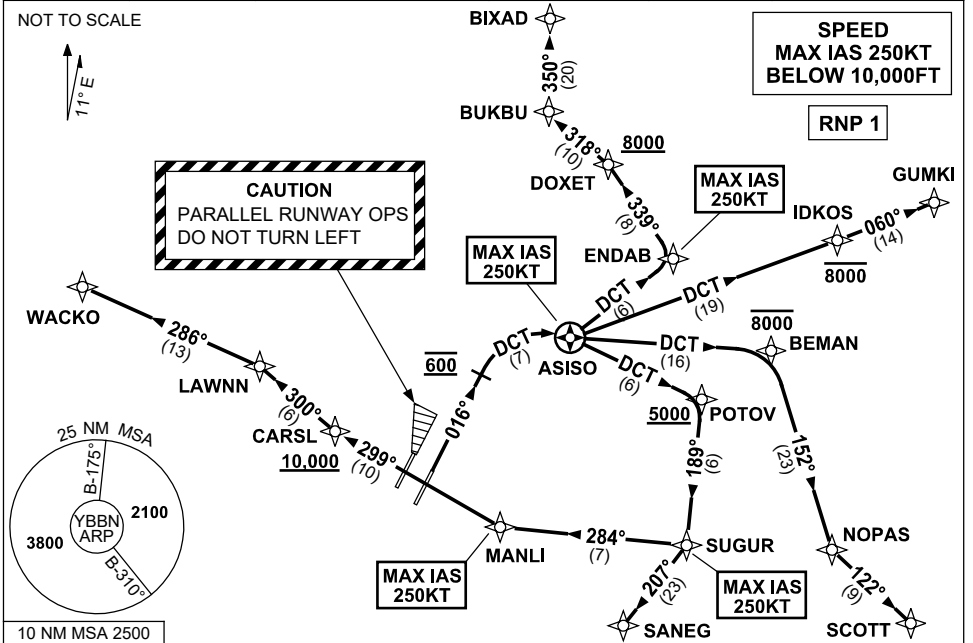 NOT TO SCALE
11° E
BIXAD
350°
(20)
BUKBU
318°
(10)
8000
DOXET
339°
(8)
ENDAB
MAX IAS
250KT
SPEED
MAX IAS 250KT
BELOW 10,000FT
RNP 1
GUMKI
IDKOS
060°
(14)
8000
CAUTION
PARALLEL RUNWAY OPS
DO NOT TURN LEFT
MAX IAS
250KT
DCT
(6)
DCT
(19)
WACKO
286°
(13)
LAWNN
300°
(6)
CARSL
10,000
299°
(10)
600
016°
DCT
(7)
ASISO
DCT
(16)
8000
BEMAN
DCT
(6)
5000
POTOV
189°
(6)
152°
(23)
25 NM MSA
B-175°
YBBN
ARP
2100
3800
B-310°
10 NM MSA 2500
MANLI
MAX IAS
250KT
284°
(7)
SUGUR
MAX IAS
250KT
207°
(23)
SANEG
NOPAS
122°
(9)
SCOTT